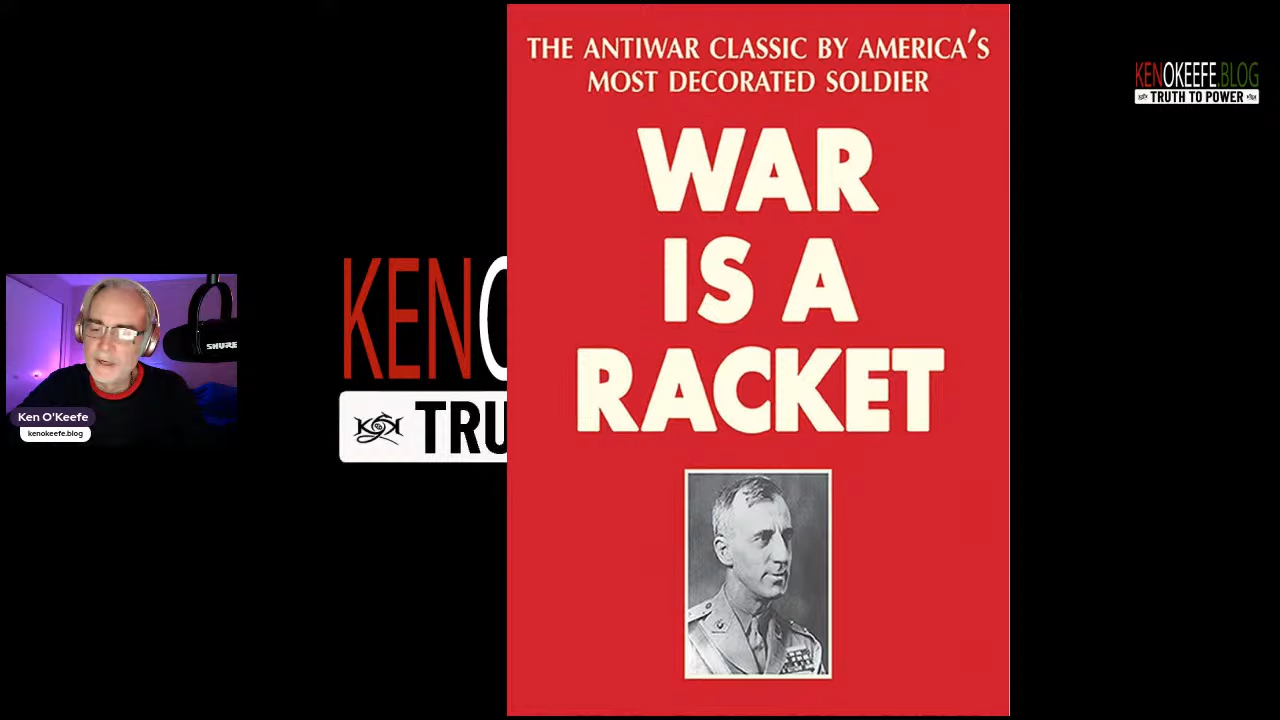 THE ANTIWAR CLASSIC BY AMERICA'S
MOST DECORATED SOLDIER
WAR
IS A
RACKET
KENOKEEFE.BLOG
TRUTH TO POWER
KEN
TRU
SHURE
Ken O'Keefe
kenokeefe.blog